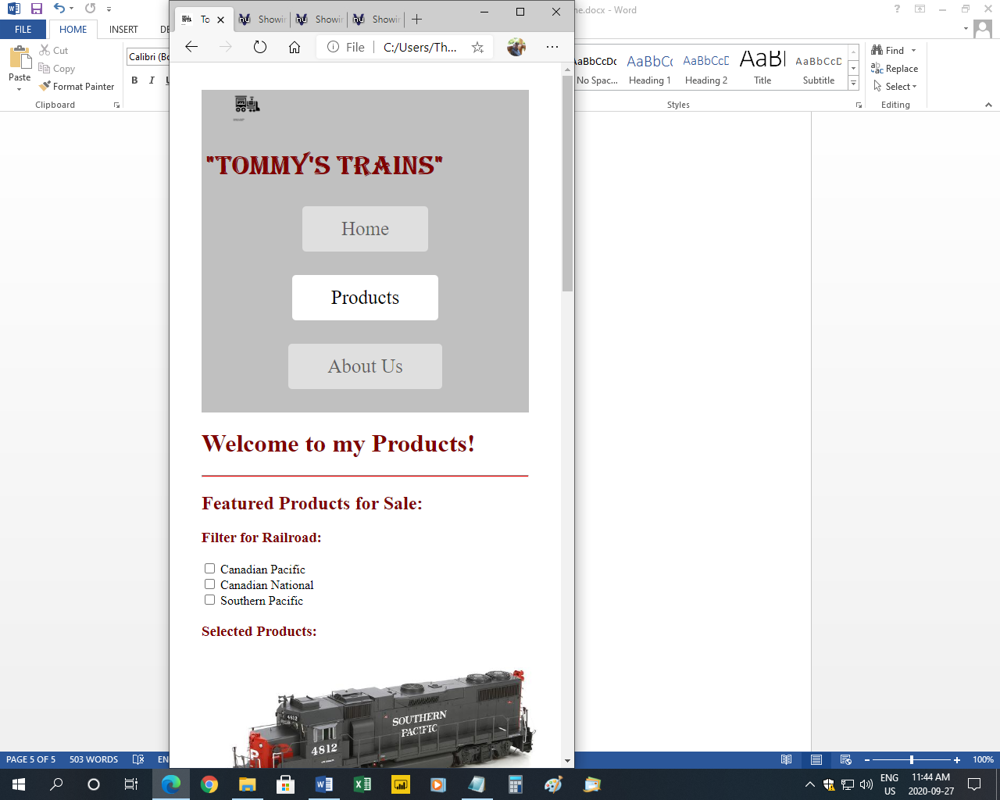 ne.docx - Word
To
Showin
Showin
Showin
FILE
HOME
INSERT
DE
File
C:/Users/Th...
Cut
Copy
Paste
Format Painter
Clipboard
Calibri (Bo
B I U
AaBbCcDc
AaBbCc
AaBbCcD
AaBl
AaBbCcD
No Spac...
Heading 1
Heading 2
Title
Subtitle
Styles
Find
Replace
Select
Editing
"TOMMY'S TRAINS"
Home
Products
About Us
Welcome to my Products!
Featured Products for Sale:
Filter for Railroad:
Canadian Pacific
Canadian National
Southern Pacific
Selected Products:
4812
SOUTHERN
PACIFIC
4812
PAGE 5 OF 5
503 WORDS
EN
100%
ENG
US
11:44 AM
2020-09-27